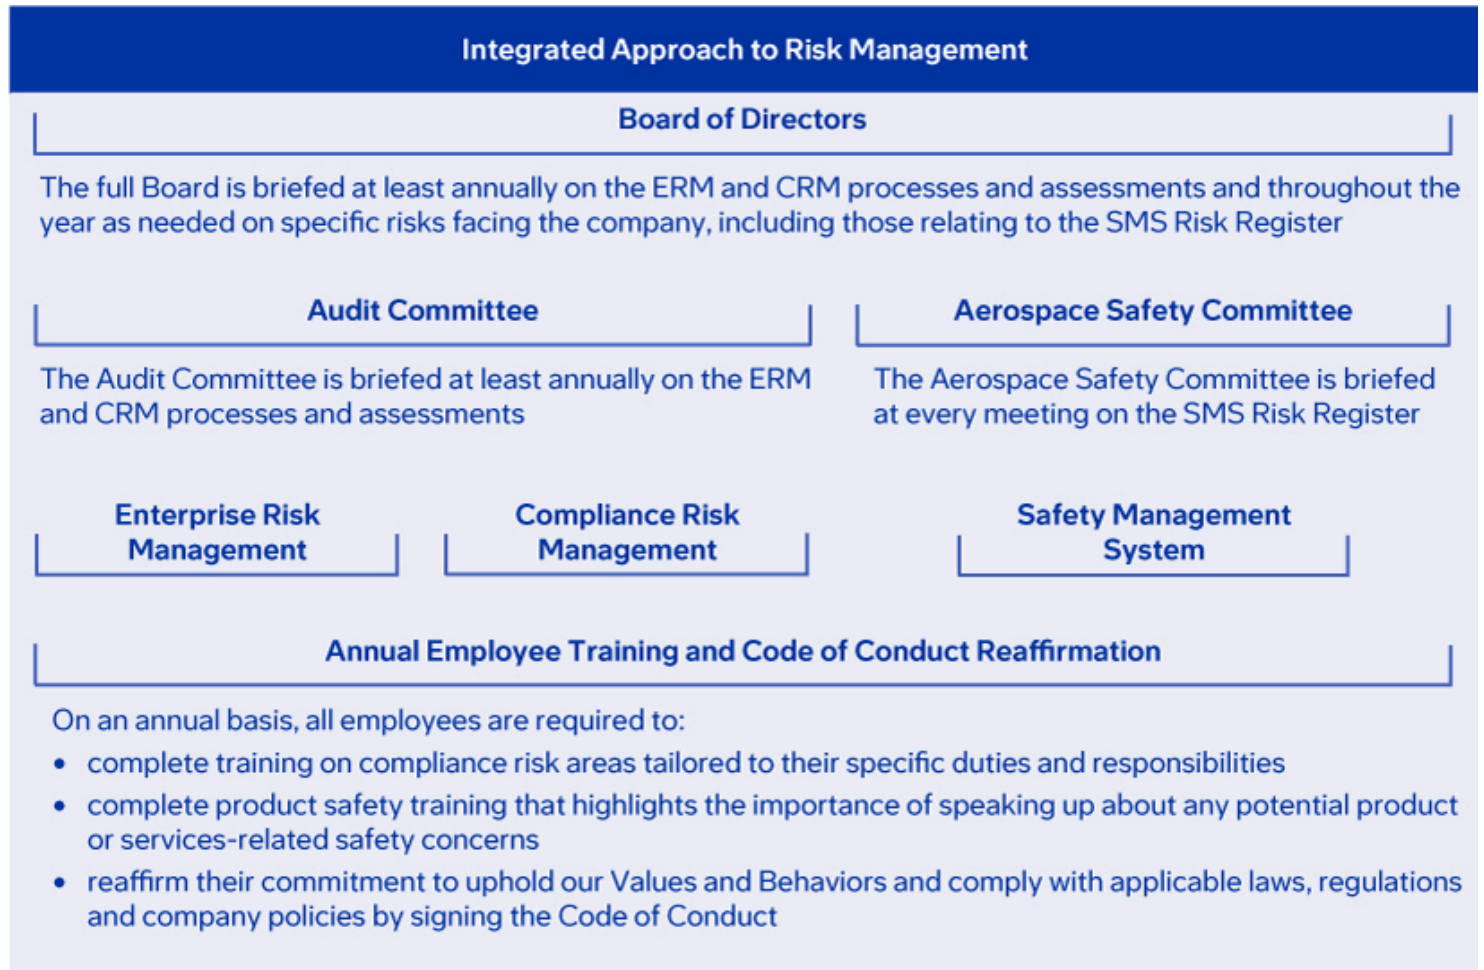 Integrated Approach to Risk Management
Board of Directors
The full Board is briefed at least annually on the ERM and CRM processes and assessments and throughout the
year as needed on specific risks facing the company, including those relating to the SMS Risk Register
Audit Committee
The Audit Committee is briefed at least annually on the ERM
and CRM processes and assessments
Aerospace Safety Committee
The Aerospace Safety Committee is briefed
at every meeting on the SMS Risk Register
Enterprise Risk
Management
Compliance Risk
Management
Safety Management
System
Annual Employee Training and Code of Conduct Reaffirmation
On an annual basis, all employees are required to:
• complete training on compliance risk areas tailored to their specific duties and responsibilities
• complete product safety training that highlights the importance of speaking up about any potential product
or services-related safety concerns
• reaffirm their commitment to uphold our Values and Behaviors and comply with applicable laws, regulations
and company policies by signing the Code of Conduct